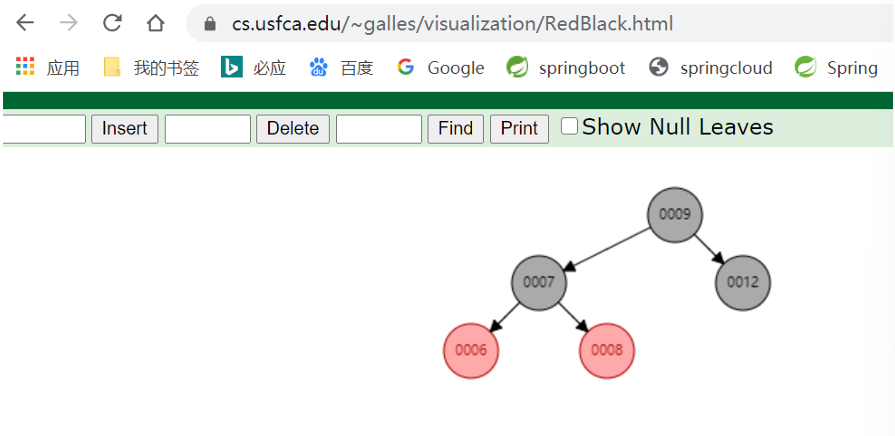 cs.usfca.edu/~galles/visualization/RedBlack.html
应用 我的书签 必应 百度 Google springboot springcloud Spring
Insert Delete Find Print Show Null Leaves
0009
0007 0012
0006 0008